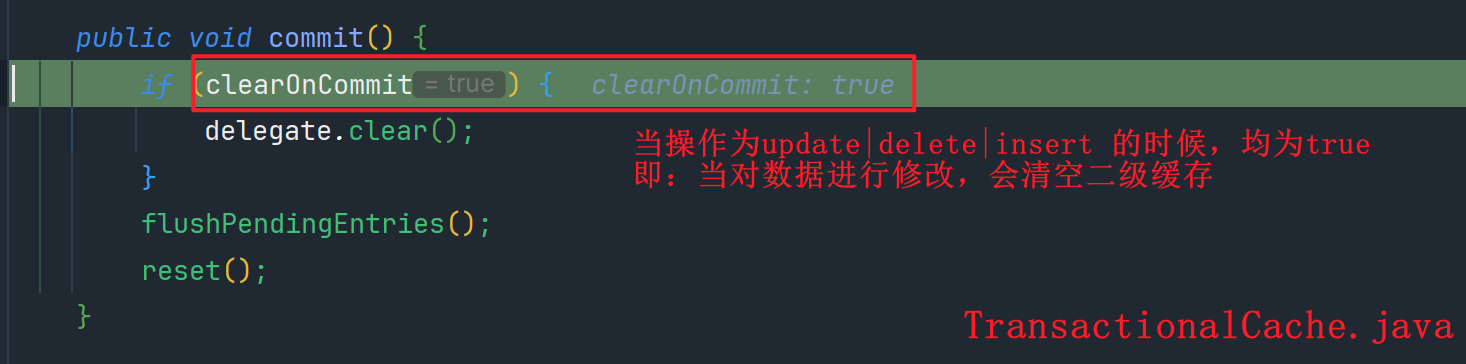 public void commit() {
if (clearOnCommit = true ) { clearOnCommit: true
delegate.clear();
当操作为update|delete|insert 的时候，均为true
即：当对数据进行修改，会清空二级缓存
}
flushPendingEntries();
reset();
}
TransactionalCache.java